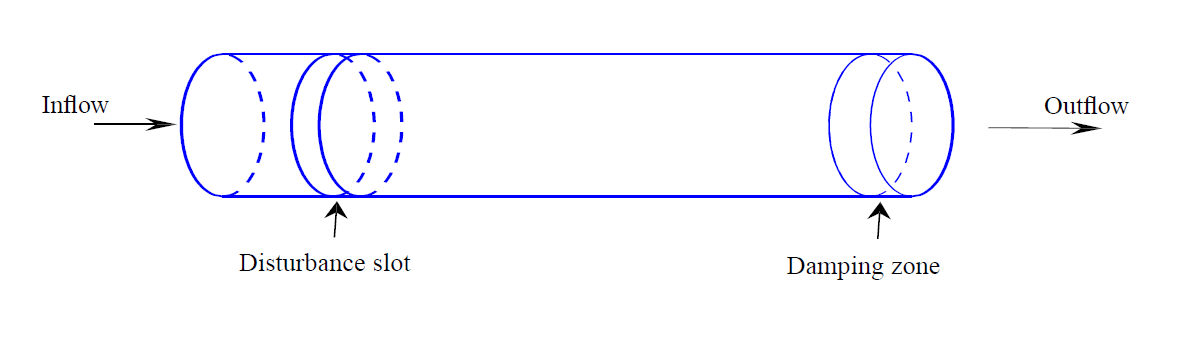 Inflow
Outflow
Disturbance slot
Damping zone